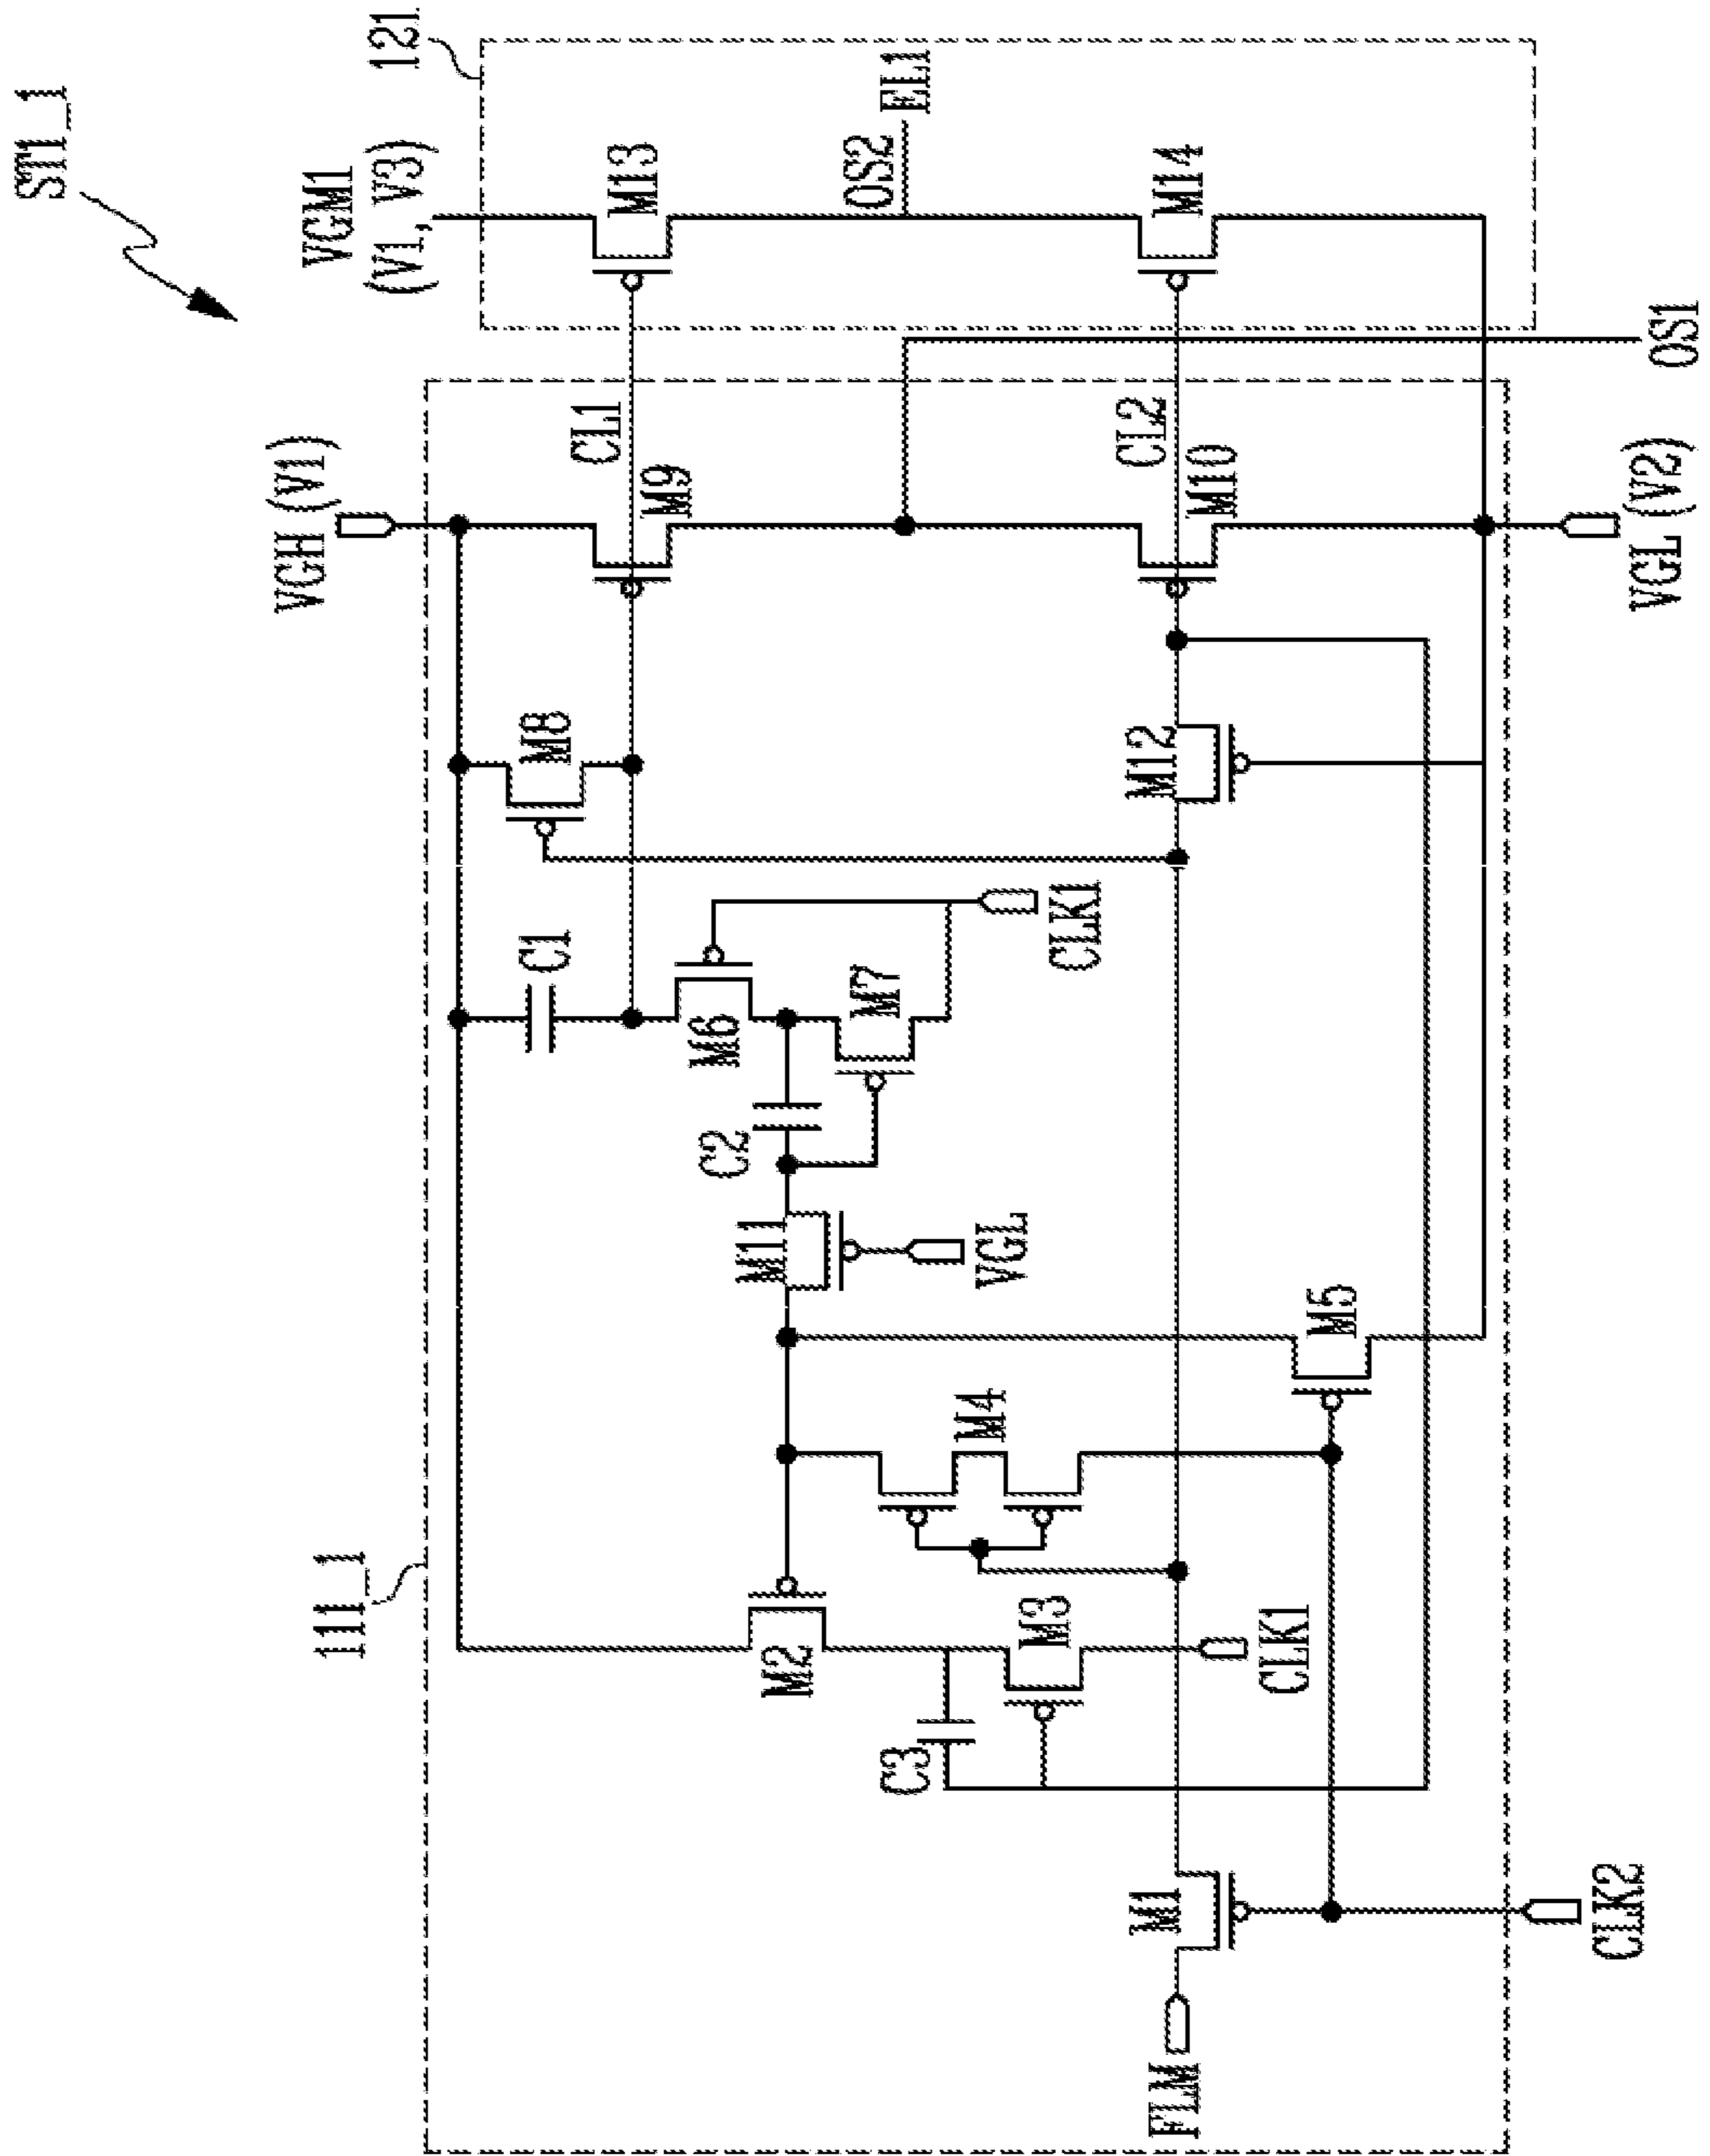 ST1_1
VGM1
(V1, V3)
121
VGH (V1)
111_1
M13
OS2
EL1
M14
CL1
M9
CL2
M10
OS1
VGL (V2)
M8
M12
C1
M6
M7
CLK1
C2
M11
VGL
M5
M4
M2
M3
CLK1
C3
M1
FLM
CLK2